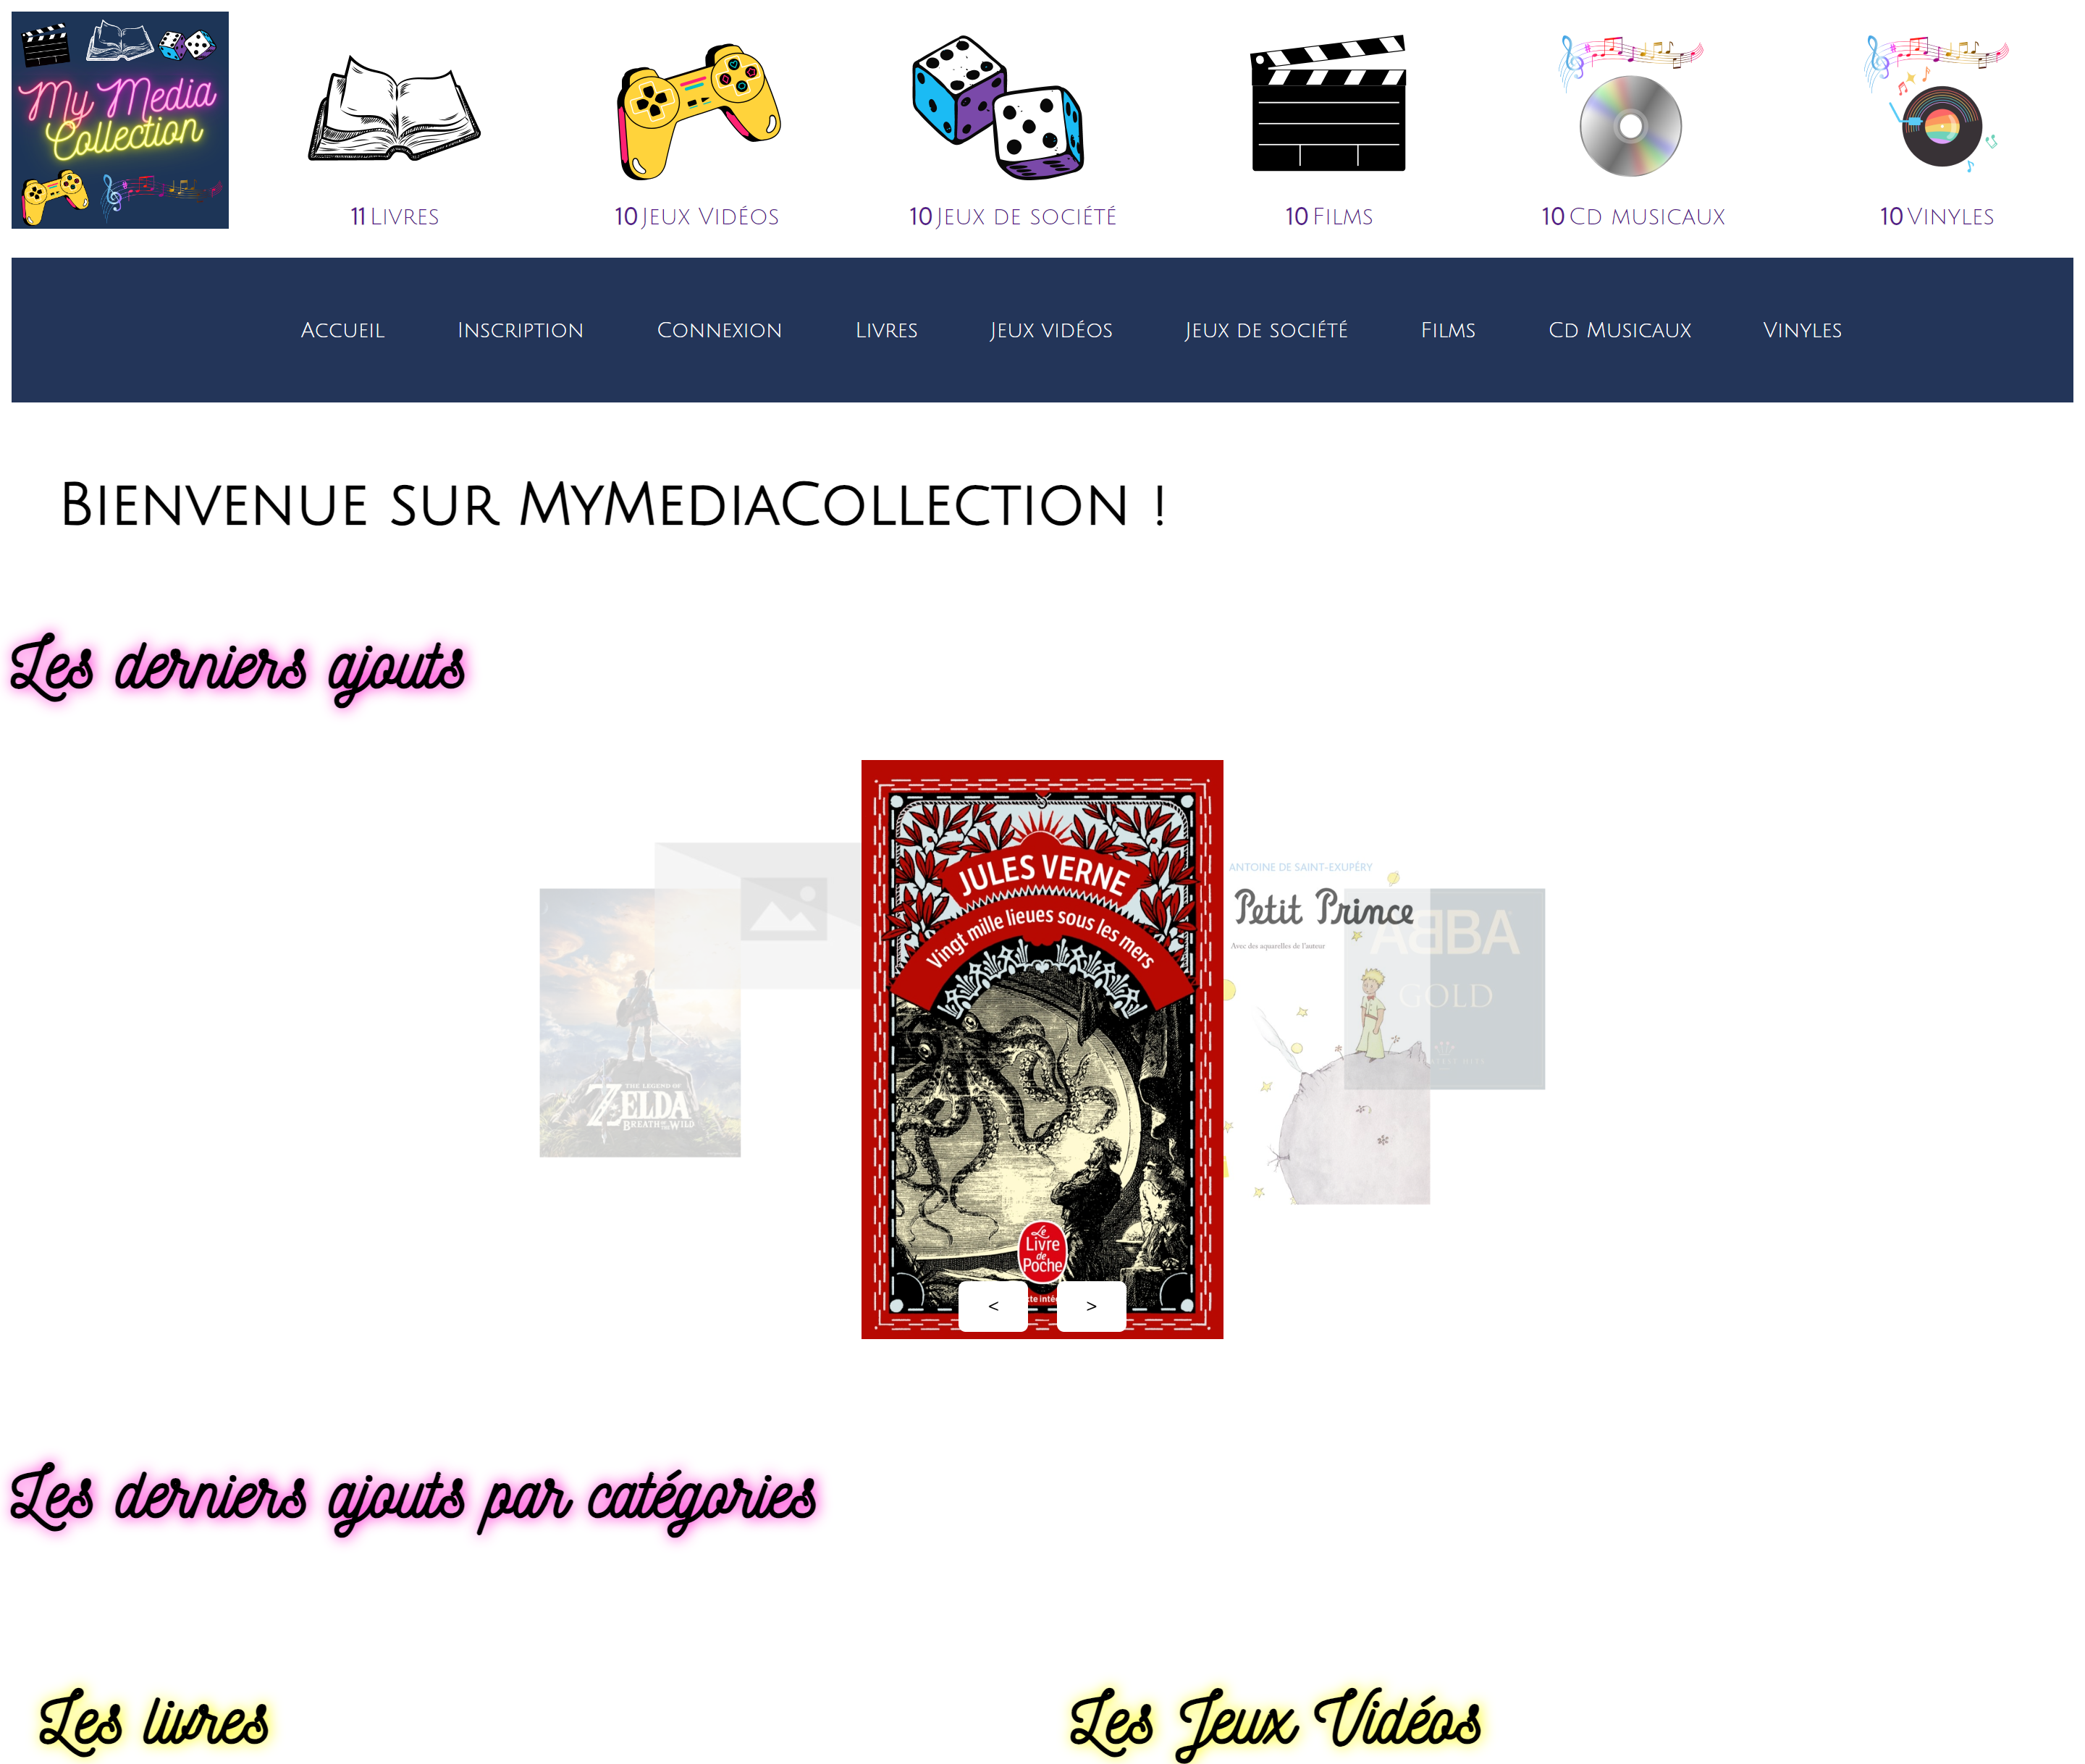 My Media
Collection
11 Livres
10 Jeux Vidéos
10 Jeux de société
10 Films
10 Cd musicaux
10 Vinyles
Accueil
Inscription
Connexion
Livres
Jeux vidéos
Jeux de société
Films
Cd Musicaux
Vinyles
Bienvenue sur MyMediaCollection !
Les derniers ajouts
THE LEGEND OF
ZELDA
BREATH OF THE WILD
JULES VERNE
Vingt mille lieues sous les mers
Le
Livre
de
Poche
< >
ANTOINE DE SAINT-EXUPÉRY
Petit Prince
Avec des aquarelles de l'auteur
ABBA
GOLD
Les derniers ajouts par catégories
Les livres
Les Jeux Vidéos